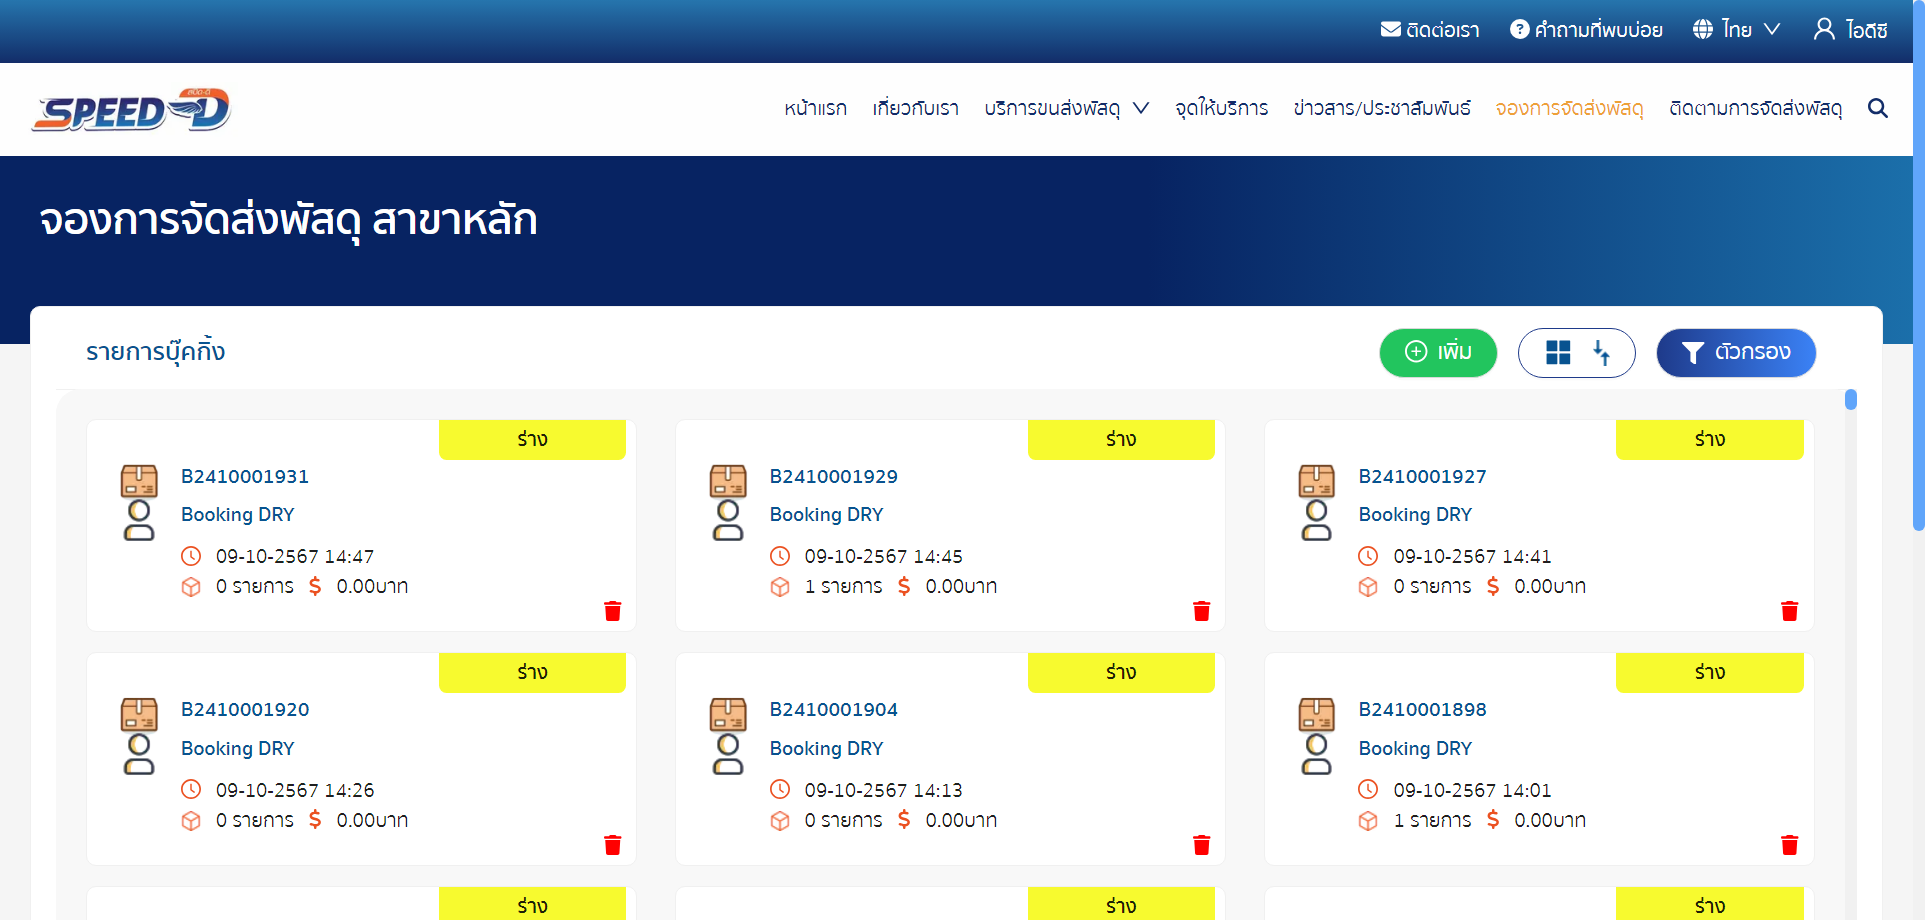 ติดต่อเรา ? คำถามที่พบบ่อย ไทย ไอดีซี
สปีด-ดี
SPEED-D
หน้าแรก เกี่ยวกับเรา บริการขนส่งพัสดุ จุดให้บริการ ข่าวสาร/ประชาสัมพันธ์ จองการจัดส่งพัสดุ ติดตามการจัดส่งพัสดุ
จองการจัดส่งพัสดุ สาขาหลัก
รายการบุ๊คกิ้ง เพิ่ม ตัวกรอง
ร่าง
B2410001931
Booking DRY
09-10-2567 14:47
0 รายการ $ 0.00บาท
ร่าง
B2410001929
Booking DRY
09-10-2567 14:45
1 รายการ $ 0.00บาท
ร่าง
B2410001927
Booking DRY
09-10-2567 14:41
0 รายการ $ 0.00บาท
ร่าง
B2410001920
Booking DRY
09-10-2567 14:26
0 รายการ $ 0.00บาท
ร่าง
B2410001904
Booking DRY
09-10-2567 14:13
0 รายการ $ 0.00บาท
ร่าง
B2410001898
Booking DRY
09-10-2567 14:01
1 รายการ $ 0.00บาท
ร่าง
ร่าง
ร่าง